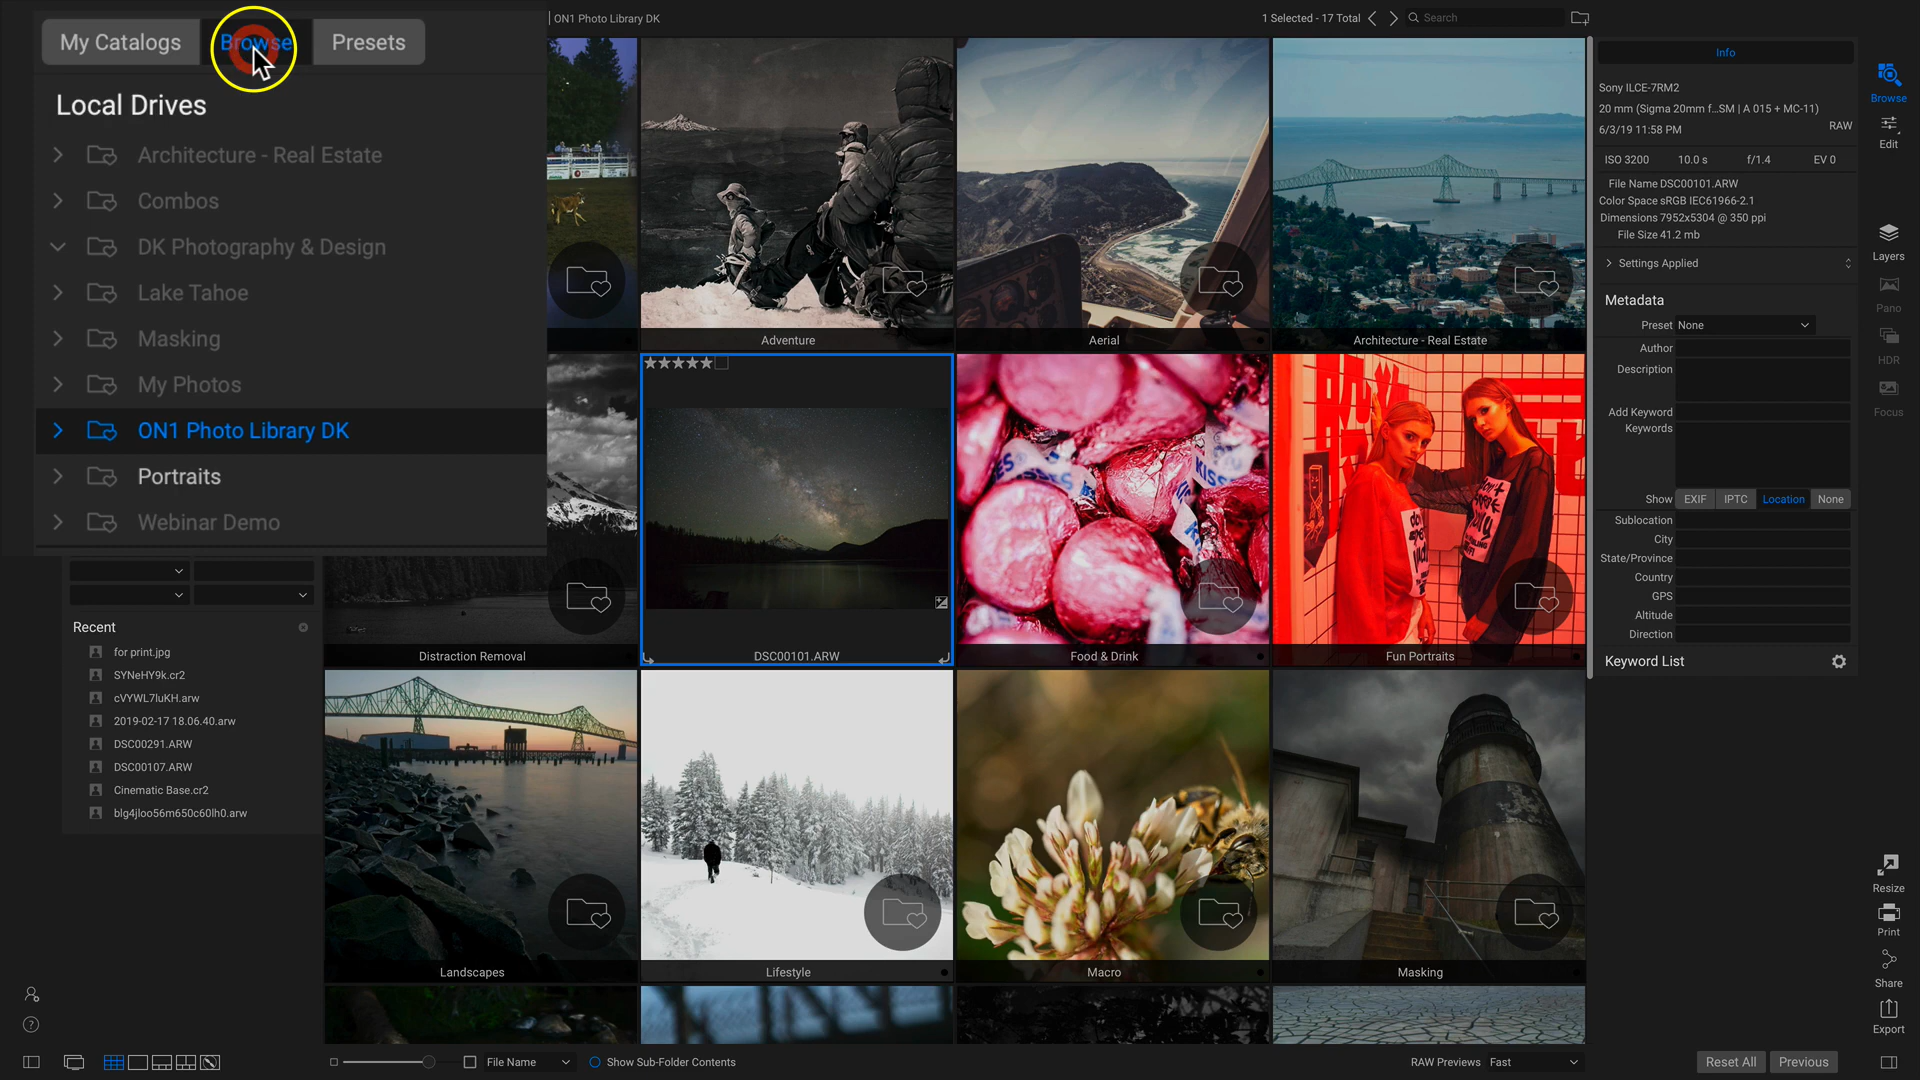 My Catalogs
Browse
Presets
ON1 Photo Library DK
1 Selected - 17 Total
Search
Local Drives
Architecture - Real Estate
Combos
DK Photography & Design
Lake Tahoe
Masking
My Photos
ON1 Photo Library DK
Portraits
Webinar Demo
Recent
for print.jpg
SYNeHY9k.cr2
cVYWL7luKH.arw
2019-02-17 18.06.40.arw
DSC00291.ARW
DSC00107.ARW
Cinematic Base.cr2
blg4jloo56m650c60lh0.arw
Adventure
Aerial
Architecture - Real Estate
Distraction Removal
DSC00101.ARW
Food & Drink
Fun Portraits
KISSES
Landscapes
Lifestyle
Macro
Masking
Info
Sony ILCE-7RM2
20 mm (Sigma 20mm f...SM | A 015 + MC-11)
6/3/19 11:58 PM
RAW
ISO 3200 10.0 s f/1.4 EV 0
File Name DSC00101.ARW
Color Space sRGB IEC61966-2.1
Dimensions 7952x5304 @ 350 ppi
File Size 41.2 mb
Settings Applied
Metadata
Preset None
Author
Description
Add Keyword
Keywords
Show EXIF IPTC Location None
Sublocation
City
State/Province
Country
GPS
Altitude
Direction
Keyword List
Browse
Edit
Layers
Pano
HDR
Focus
Resize
Print
Share
Export
File Name
Show Sub-Folder Contents
RAW Previews Fast
Reset All
Previous